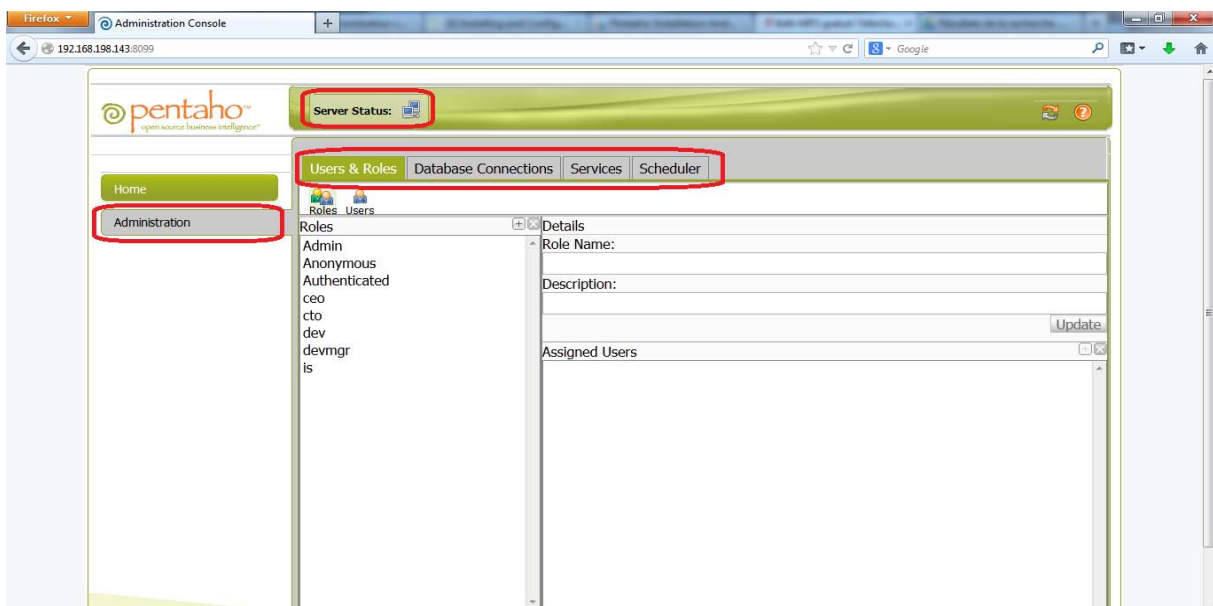 Firefox
Administration Console
192.168.198.143:8099
Google
pentaho™
open source business intelligence™
Server Status:
Users & Roles Database Connections Services Scheduler
Home
Administration
Roles Users
Roles
Admin
Anonymous
Authenticated
ceo
cto
dev
devmgr
is
Details
Role Name:
Description:
Update
Assigned Users